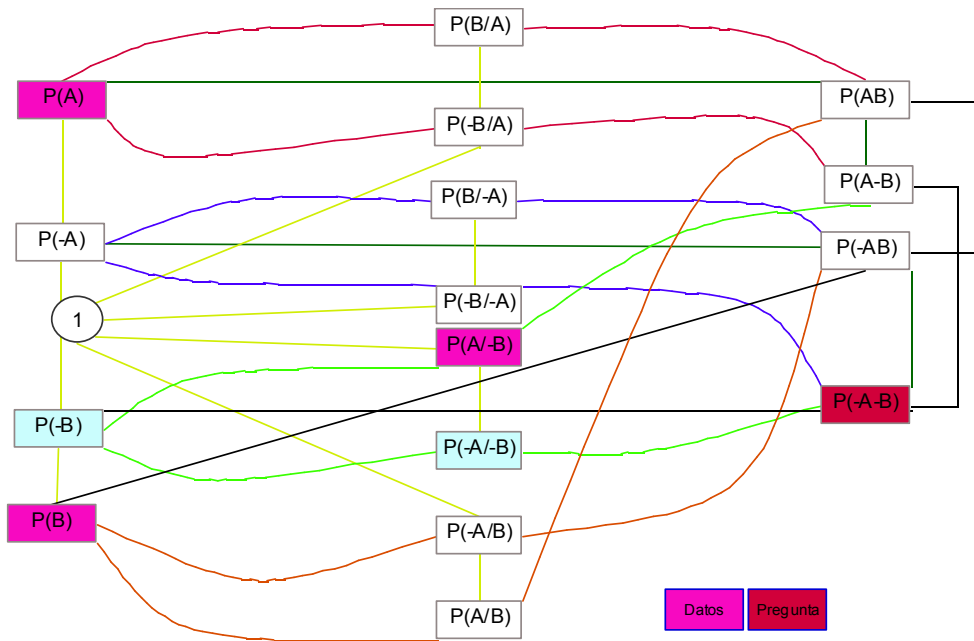 P(B/A)
P(A)
P(AB)
P(-B/A)
P(A-B)
P(B/-A)
P(-A)
P(-AB)
P(-B/-A)
1
P(A/-B)
P(-A-B)
P(-B)
P(-A/-B)
P(B)
P(-A/B)
P(A/B)
Datos
Pregunta